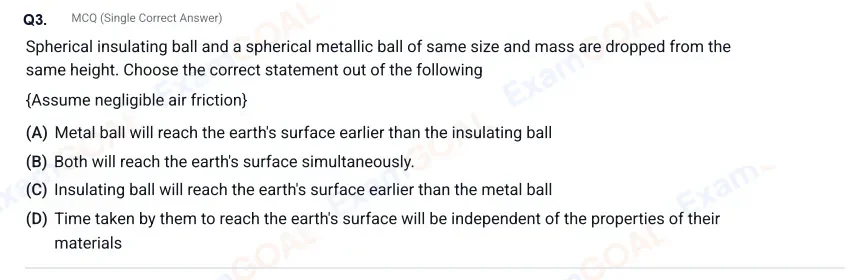 Q3. MCQ (Single Correct Answer)
Spherical insulating ball and a spherical metallic ball of same size and mass are dropped from the
same height. Choose the correct statement out of the following
{Assume negligible air friction}
(A) Metal ball will reach the earth's surface earlier than the insulating ball
(B) Both will reach the earth's surface simultaneously.
(C) Insulating ball will reach the earth's surface earlier than the metal ball
(D) Time taken by them to reach the earth's surface will be independent of the properties of their
materials